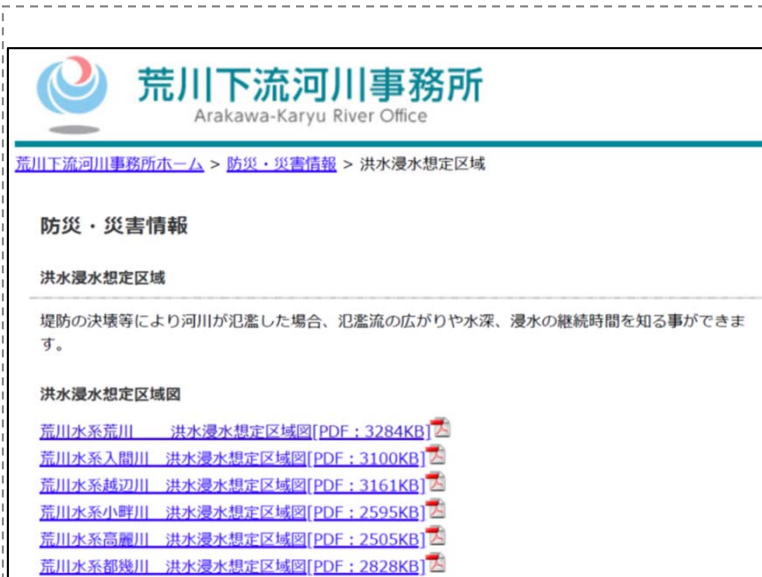 荒川下流河川事務所
Arakawa-Karyu River Office
荒川下流河川事務所ホーム > 防災・災害情報 > 洪水浸水想定区域
防災・災害情報
洪水浸水想定区域
堤防の決壊等により河川が氾濫した場合、氾濫流の広がりや水深、浸水の継続時間を知る事ができま
す。
洪水浸水想定区域図
荒川水系荒川 洪水浸水想定区域図[PDF:3284KB]
荒川水系入間川 洪水浸水想定区域図[PDF:3100KB]
荒川水系越辺川 洪水浸水想定区域図[PDF:3161KB]
荒川水系小畔川 洪水浸水想定区域図[PDF:2595KB]
荒川水系高麗川 洪水浸水想定区域図[PDF:2505KB]
荒川水系都幾川 洪水浸水想定区域図[PDF:2828KB]